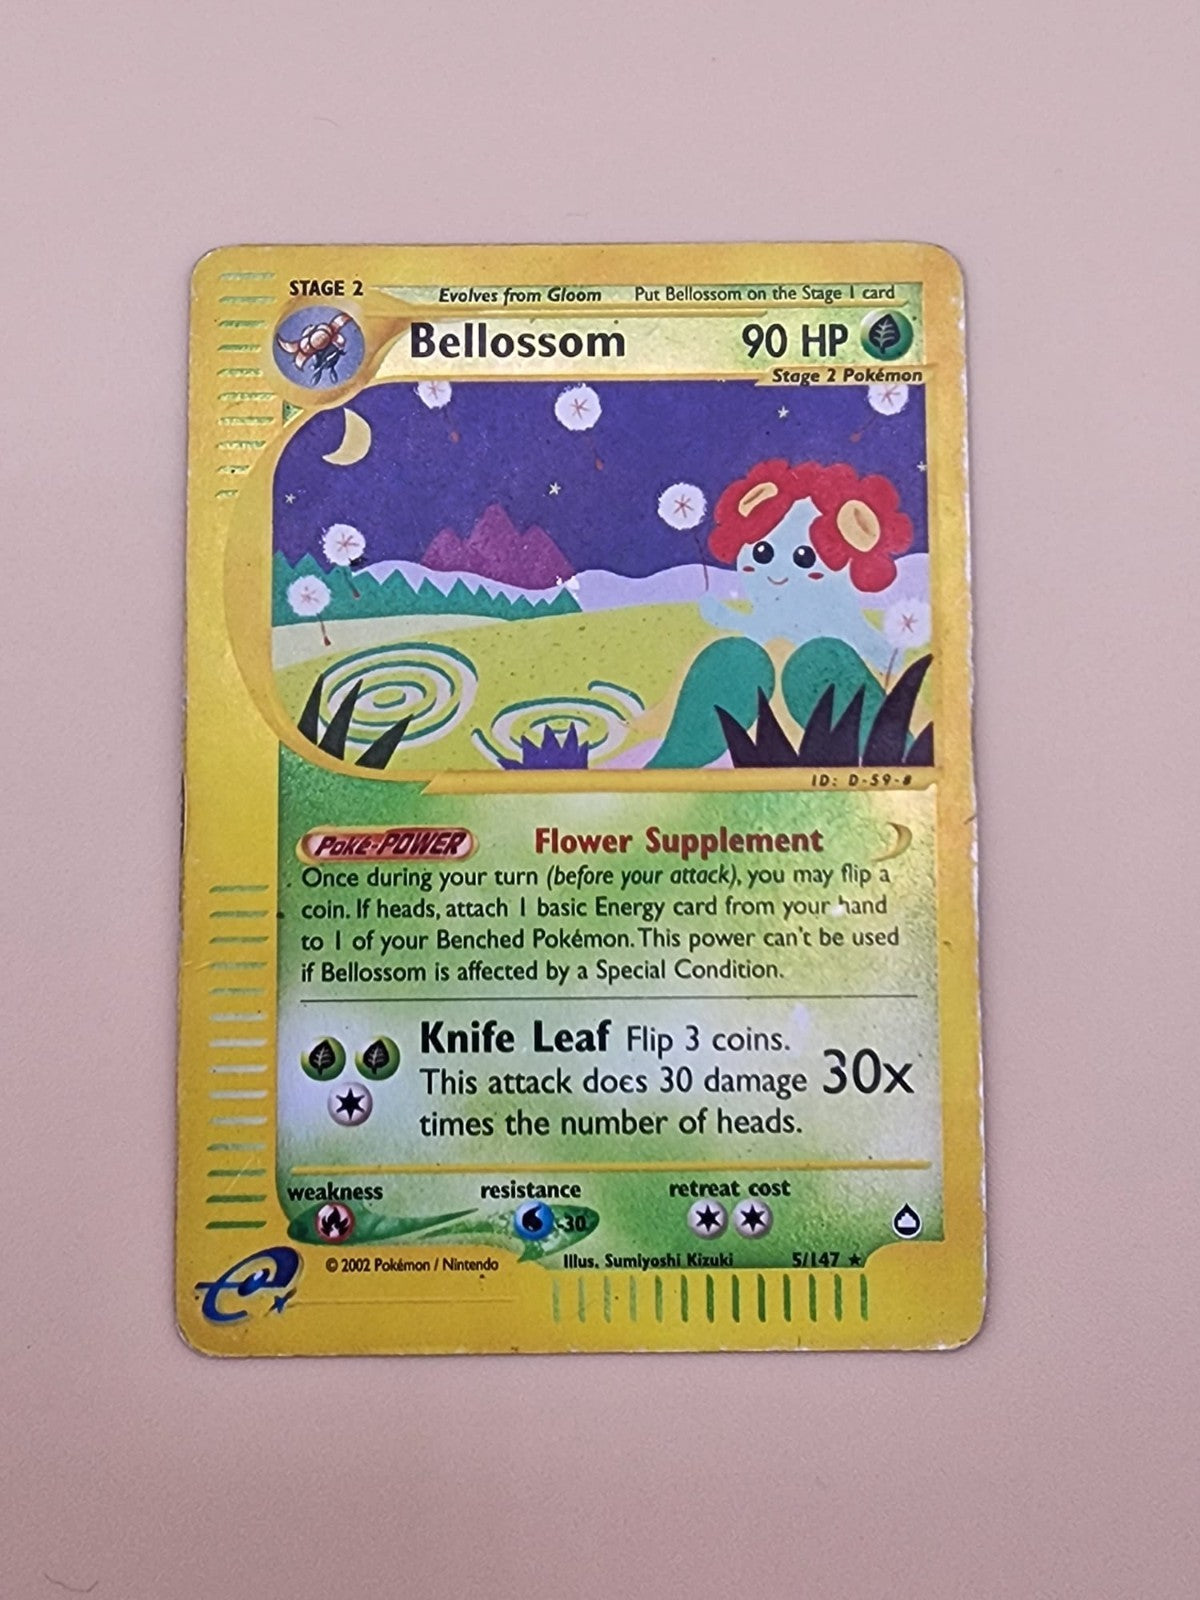 STAGE 2
Evolves from Gloom Put Bellossom on the Stage 1 card
Bellossom 90 HP
Stage 2 Pokémon
ID: D-59-#
Poké-POWER Flower Supplement
Once during your turn (before your attack), you may flip a
coin. If heads, attach 1 basic Energy card from your hand
to 1 of your Benched Pokémon. This power can't be used
if Bellossom is affected by a Special Condition.
Knife Leaf Flip 3 coins.
This attack does 30 damage 30x
times the number of heads.
weakness resistance retreat cost
-30
© 2002 Pokémon / Nintendo Illus. Sumiyoshi Kizuki 5/147 ★
e